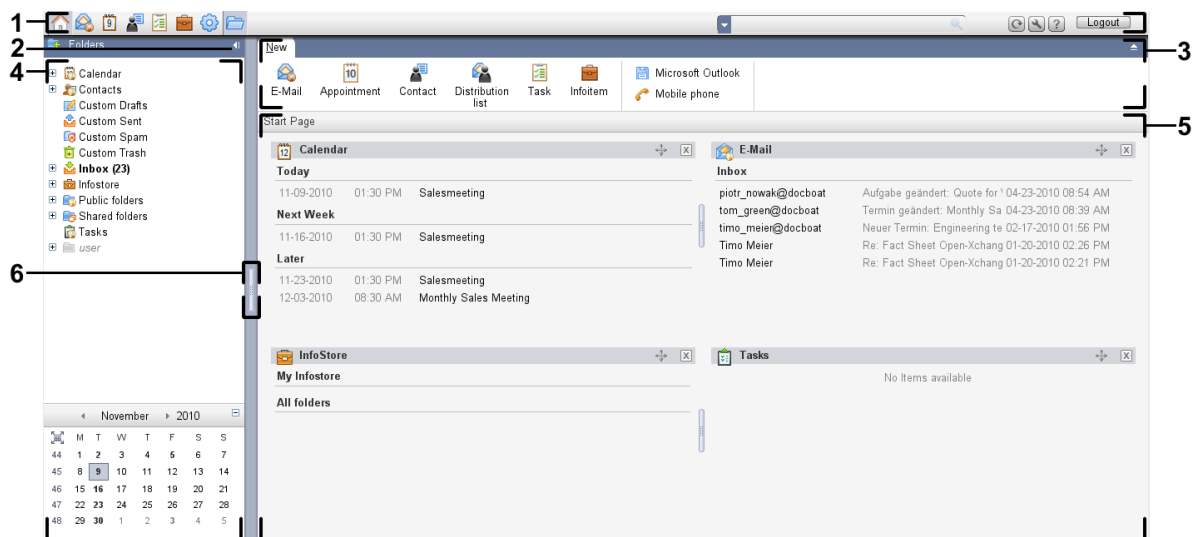 1
9
Logout
2
Folders
New
3
4
Calendar
Contacts
Custom Drafts
Custom Sent
Custom Spam
Custom Trash
Inbox (23)
Infostore
Public folders
Shared folders
Tasks
user
10
E-Mail Appointment Contact Distribution list Task Infoitem
Microsoft Outlook
Mobile phone
Start Page
5
12 Calendar X
Today
11-09-2010 01:30 PM Salesmeeting
Next Week
11-16-2010 01:30 PM Salesmeeting
Later
11-23-2010 01:30 PM Salesmeeting
12-03-2010 08:30 AM Monthly Sales Meeting
E-Mail X
Inbox
piotr_nowak@docboat Aufgabe geändert: Quote for 04-23-2010 08:54 AM
tom_green@docboat Termin geändert: Monthly Sa 04-23-2010 08:39 AM
timo_meier@docboat Neuer Termin: Engineering te 02-17-2010 01:56 PM
Timo Meier Re: Fact Sheet Open-Xchang 01-20-2010 02:26 PM
Timo Meier Re: Fact Sheet Open-Xchang 01-20-2010 02:21 PM
6
InfoStore X
My Infostore
All folders
Tasks X
No Items available
November 2010
M T W T F S S
44 1 2 3 4 5 6 7
45 8 9 10 11 12 13 14
46 15 16 17 18 19 20 21
47 22 23 24 25 26 27 28
48 29 30 1 2 3 4 5